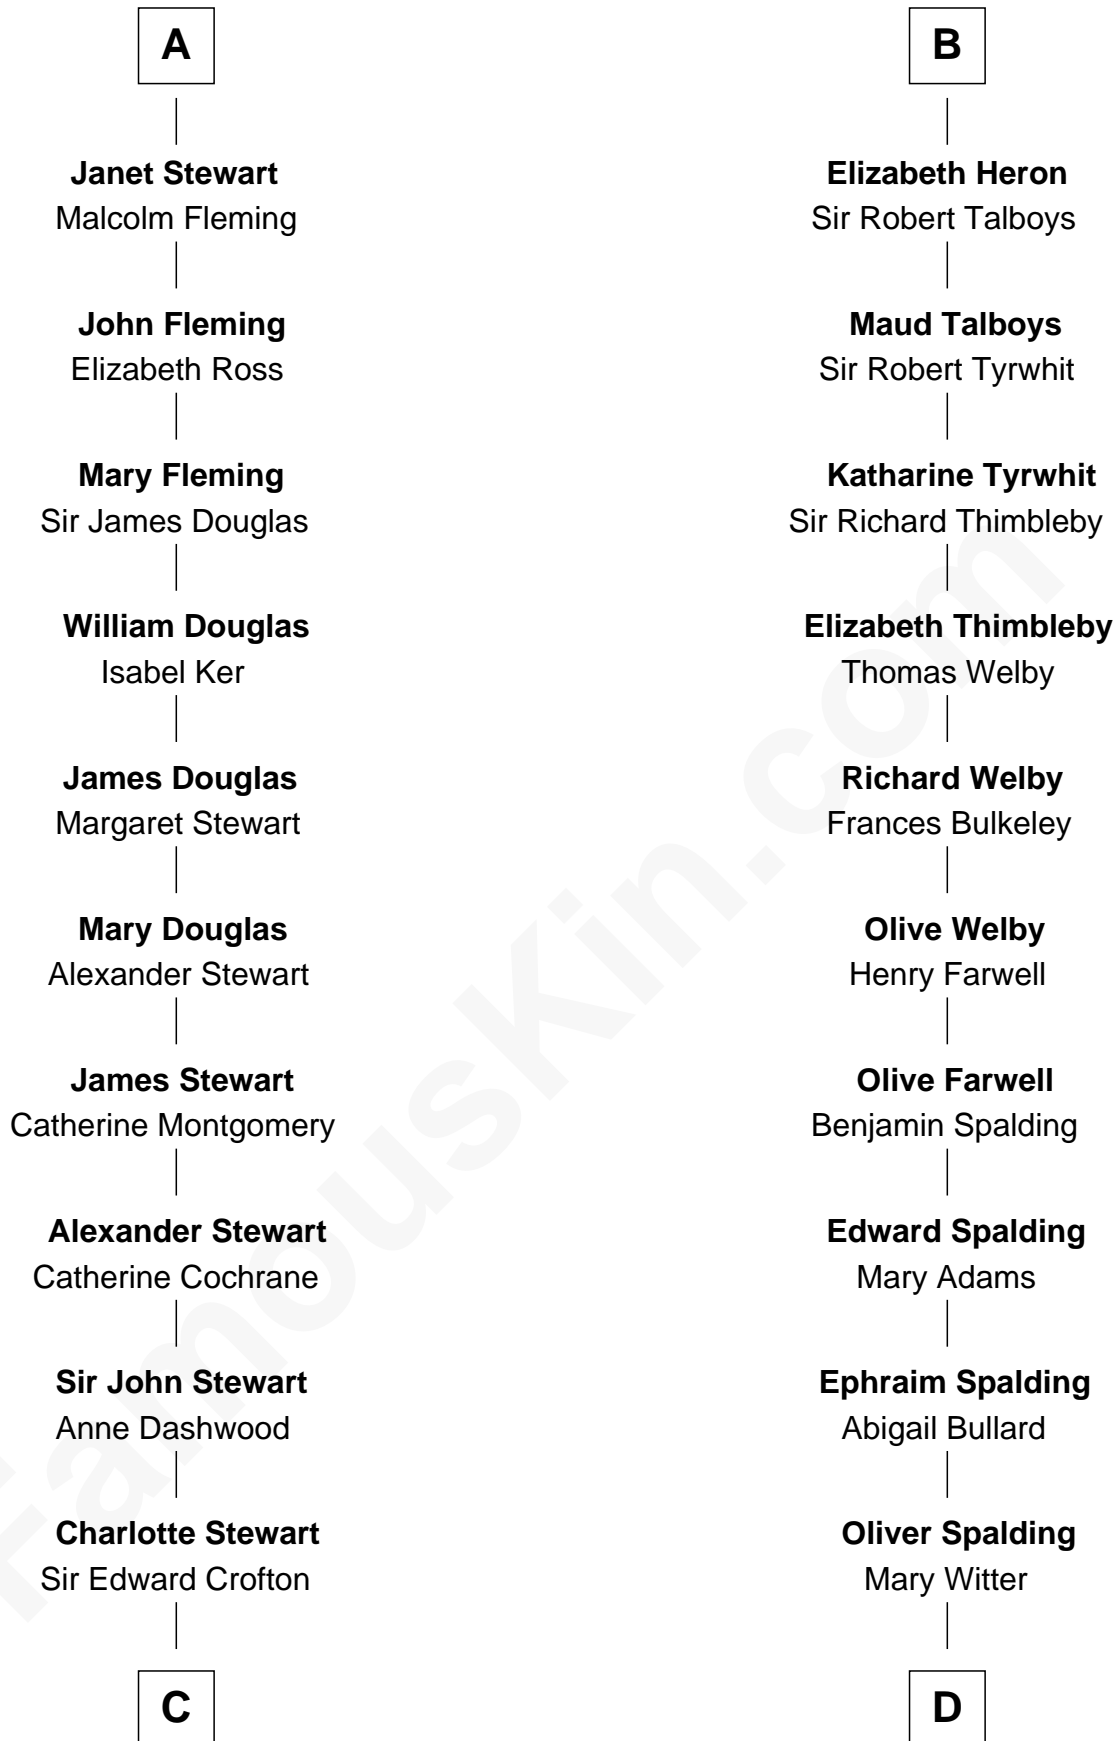 A
Janet Stewart
Malcolm Fleming
John Fleming
Elizabeth Ross
Mary Fleming
Sir James Douglas
William Douglas
Isabel Ker
James Douglas
Margaret Stewart
Mary Douglas
Alexander Stewart
James Stewart
Catherine Montgomery
Alexander Stewart
Catherine Cochrane
Sir John Stewart
Anne Dashwood
Charlotte Stewart
Sir Edward Crofton
C
B
Elizabeth Heron
Sir Robert Talboys
Maud Talboys
Sir Robert Tyrwhit
Katharine Tyrwhit
Sir Richard Thimbleby
Elizabeth Thimbleby
Thomas Welby
Richard Welby
Frances Bulkeley
Olive Welby
Henry Farwell
Olive Farwell
Benjamin Spalding
Edward Spalding
Mary Adams
Ephraim Spalding
Abigail Bullard
Oliver Spalding
Mary Witter
D
FamousKin.com